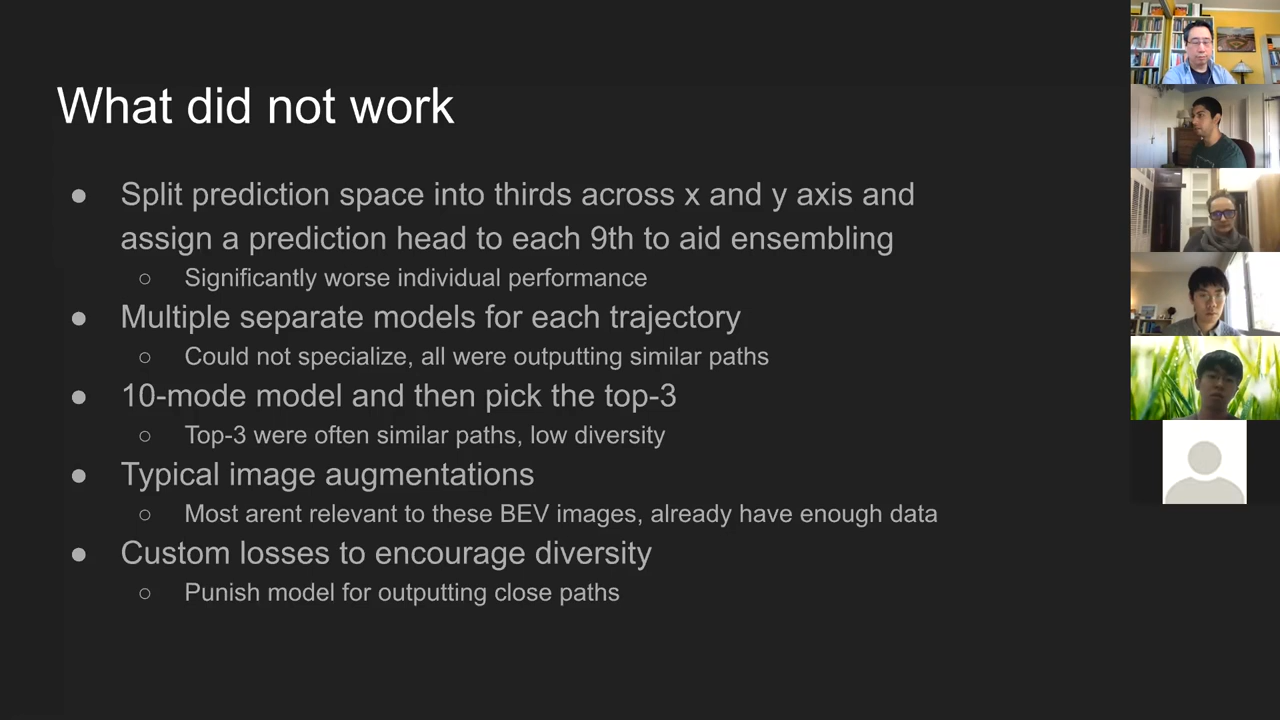 What did not work
● Split prediction space into thirds across x and y axis and
assign a prediction head to each 9th to aid ensembling
○ Significantly worse individual performance
● Multiple separate models for each trajectory
○ Could not specialize, all were outputting similar paths
● 10-mode model and then pick the top-3
○ Top-3 were often similar paths, low diversity
● Typical image augmentations
○ Most arent relevant to these BEV images, already have enough data
● Custom losses to encourage diversity
○ Punish model for outputting close paths